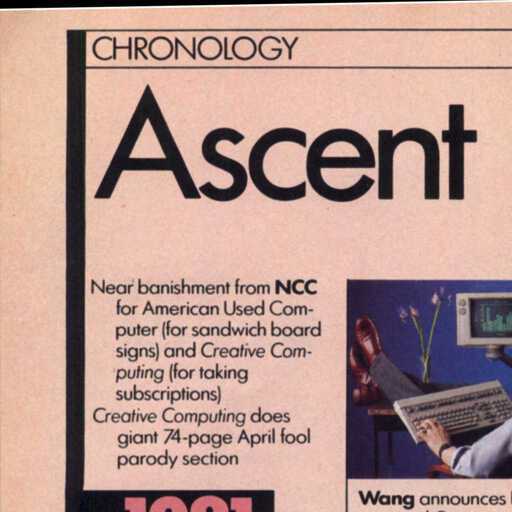 CHRONOLOGY
Ascent
Near banishment from NCC
for American Used Com-
puter (for sandwich board
signs) and Creative Com-
puting (for taking
subscriptions)
Creative Computing does
giant 74-page April fool
parody section
1981
Wang announces